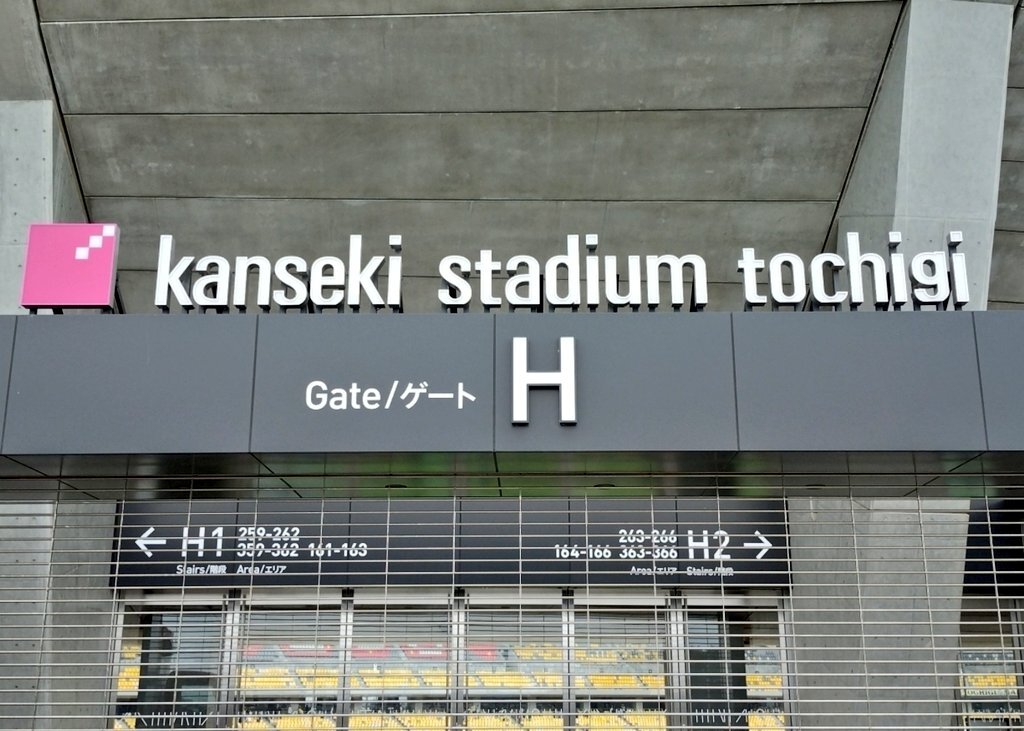 kanseki stadium tochigi
Gate/ゲート H
← H1 259-262
359-362 161-163
Stairs/階段 Area/エリア
263-266 H2 →
164-166 363-366
Area/エリア Stairs/階段